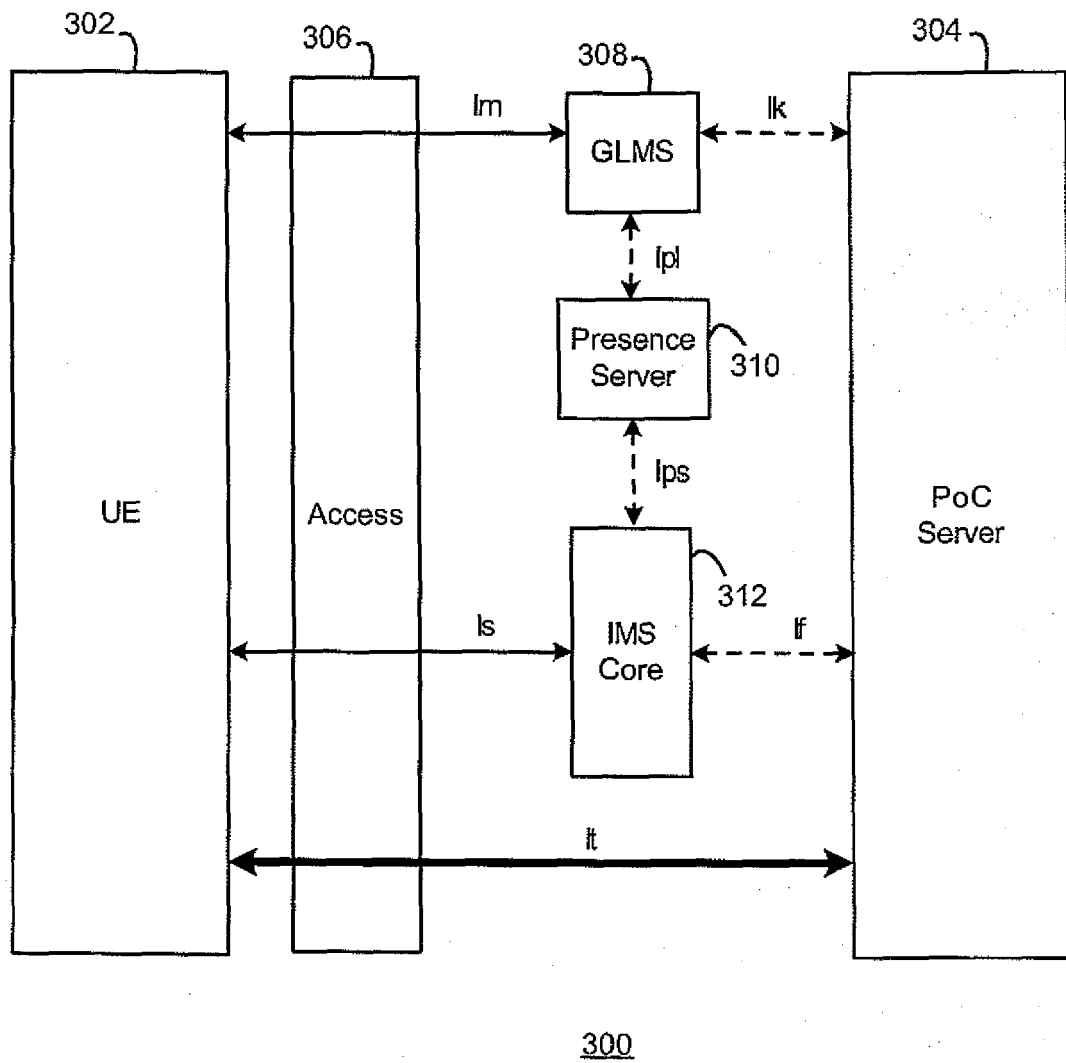 302
306
308
304
Im
Ik
GLMS
Ipl
Presence
Server
310
Ips
UE
Access
PoC
Server
312
Is
IMS
Core
If
It
300